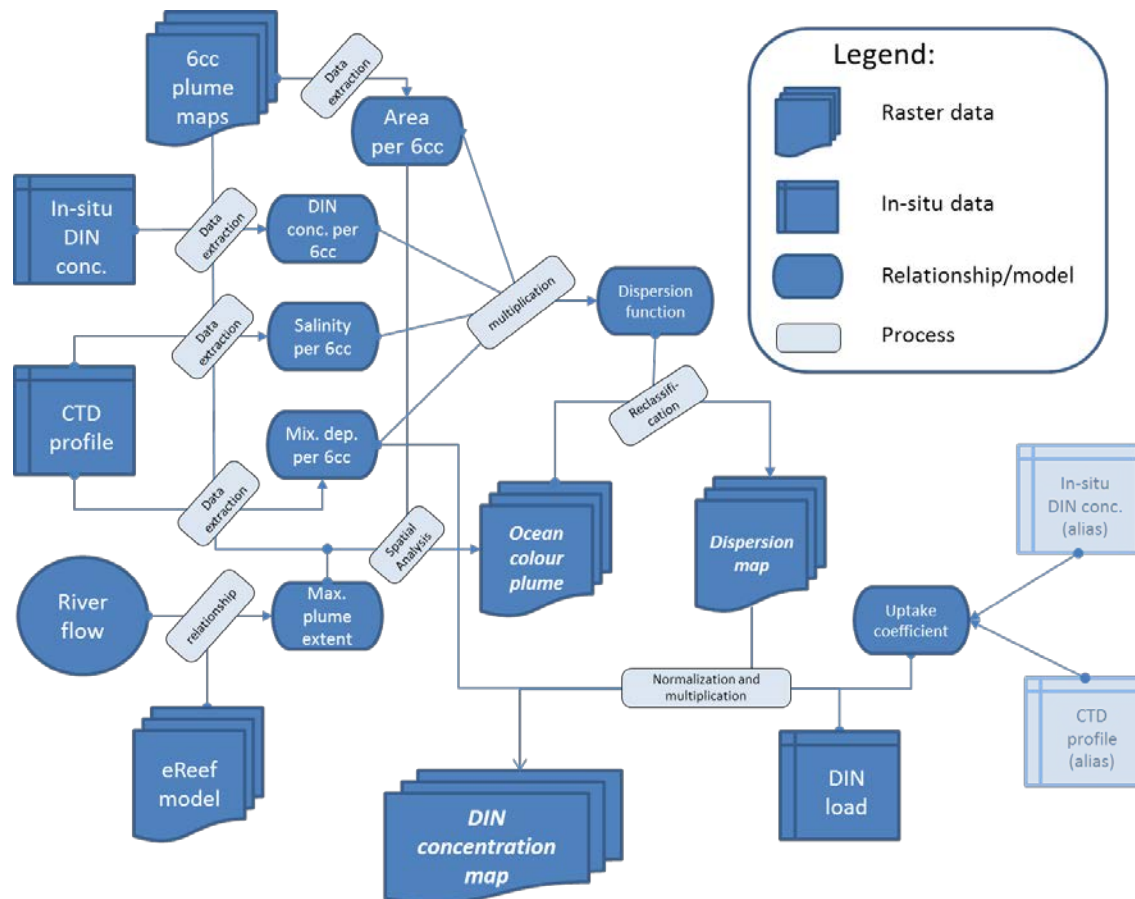 6cc
plume
maps
Data
extraction
Area
per 6cc
Legend:
Raster data
In-situ data
Relationship/model
Process
In-situ
DIN
conc.
Data
extraction
DIN
conc. per
6cc
multiplication
Dispersion
function
Data
extraction
Salinity
per 6cc
CTD
profile
Reclassifi-
cation
Mix. dep.
per 6cc
Data
extraction
Spatial
Analysis
Ocean
colour
plume
Dispersion
map
In-situ
DIN conc.
(alias)
River
flow
relationship
Max.
plume
extent
Uptake
coefficient
Normalization and
multiplication
CTD
profile
(alias)
eReef
model
DIN
load
DIN
concentration
map